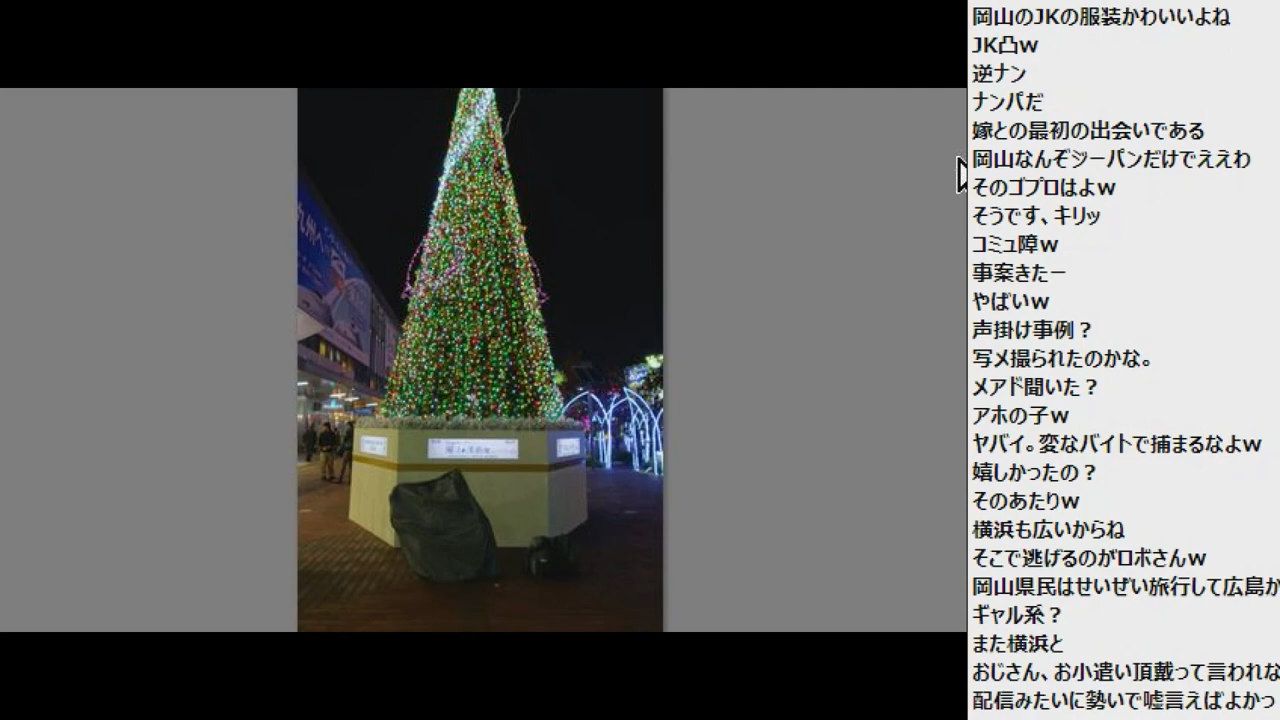 九州へ
岡山のJKの服装かわいいよね
JK凸w
逆ナン
ナンパだ
嫁との最初の出会いである
岡山なんぞジーパンだけでええわ
そのゴプロはよw
そうです、キリッ
コミュ障w
事案きたー
やばいw
声掛け事例？
写メ撮られたのかな。
メアド聞いた？
アホの子w
ヤバイ。変なバイトで捕まるなよw
嬉しかったの？
そのあたりw
横浜も広いからね
そこで逃げるのがロボさんw
岡山県民はせいぜい旅行して広島か
ギャル系？
また横浜と
おじさん、お小遣い頂戴って言われな
配信みたいに勢いで嘘言えばよかっ